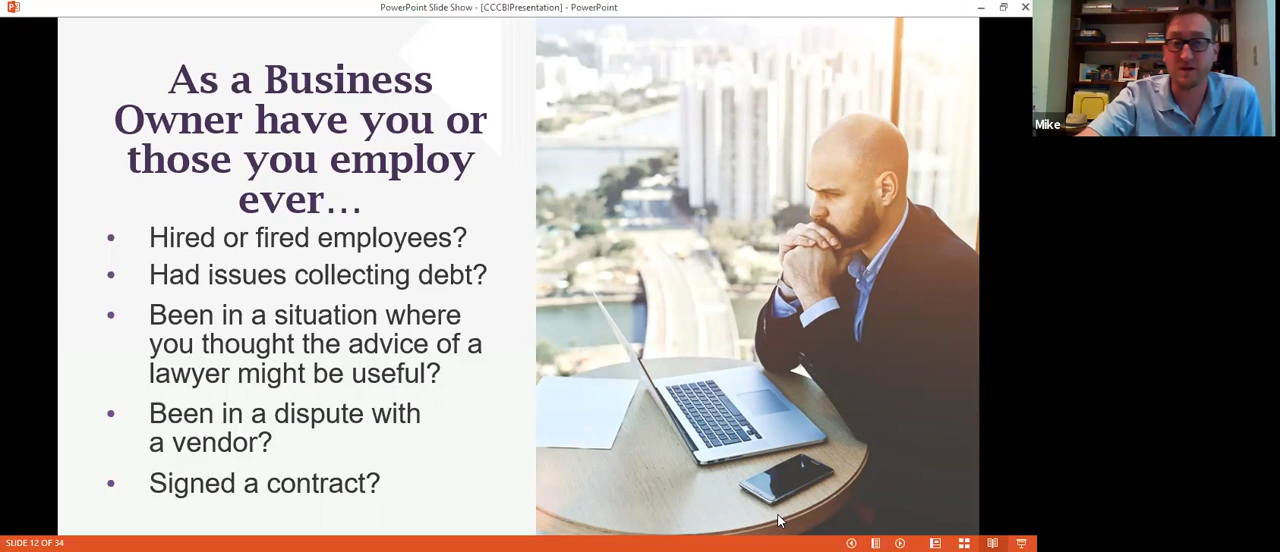 PowerPoint Slide Show - [CCCBIPresentation] - PowerPoint
Mike
As a Business
Owner have you or
those you employ
ever…
• Hired or fired employees?
• Had issues collecting debt?
• Been in a situation where
you thought the advice of a
lawyer might be useful?
• Been in a dispute with
a vendor?
• Signed a contract?
SLIDE 12 OF 34